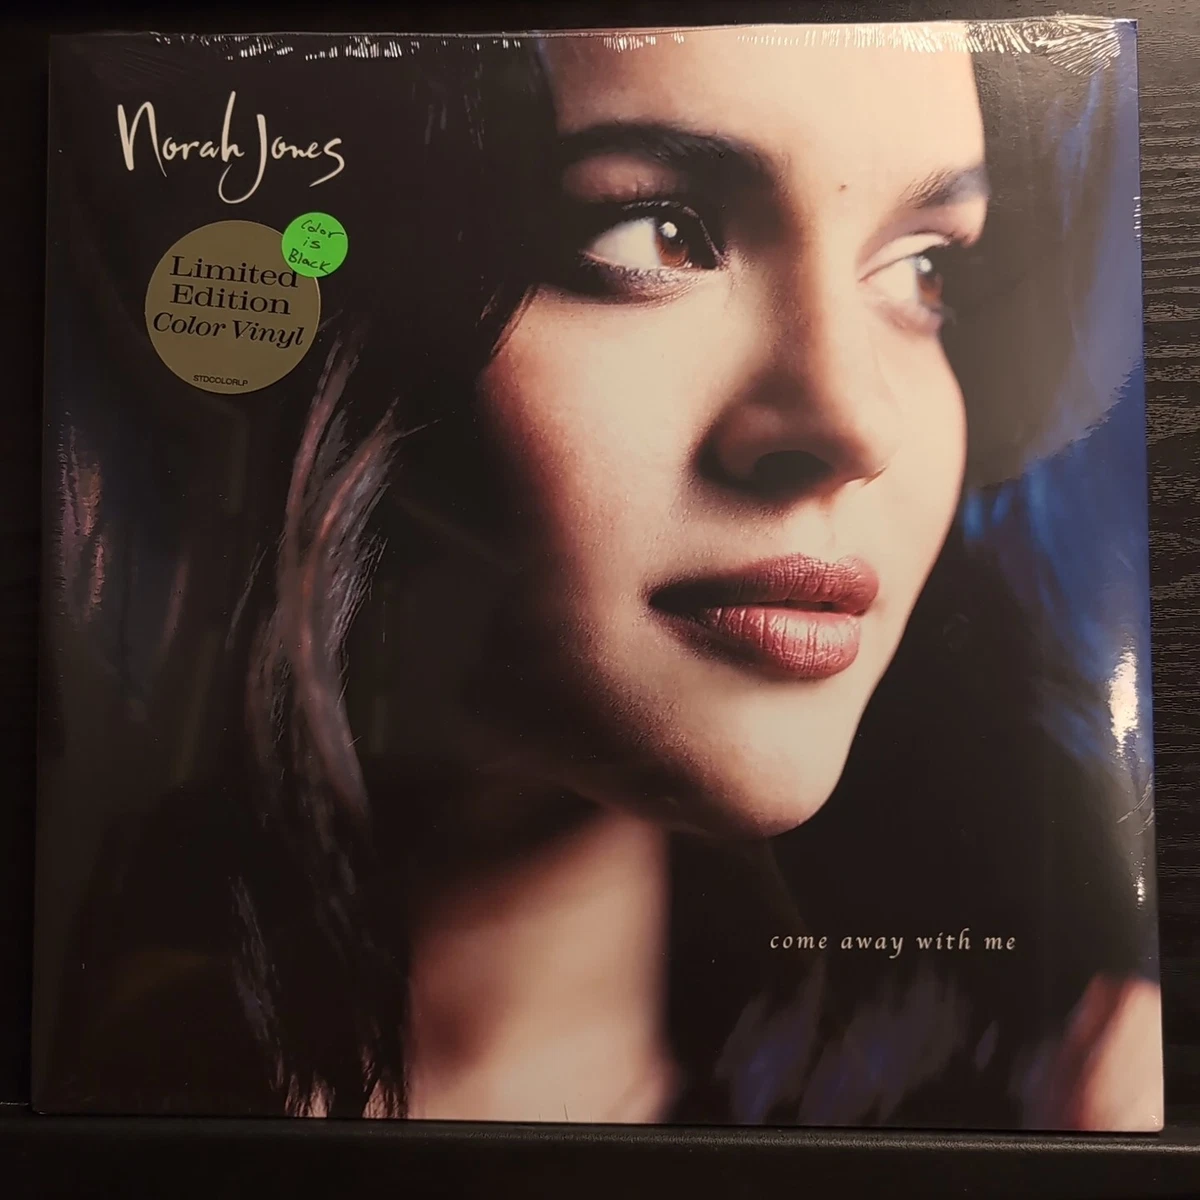 Norah Jones
Color
is
Black
Limited
Edition
Color Vinyl
STDCOLORLP
come away with me